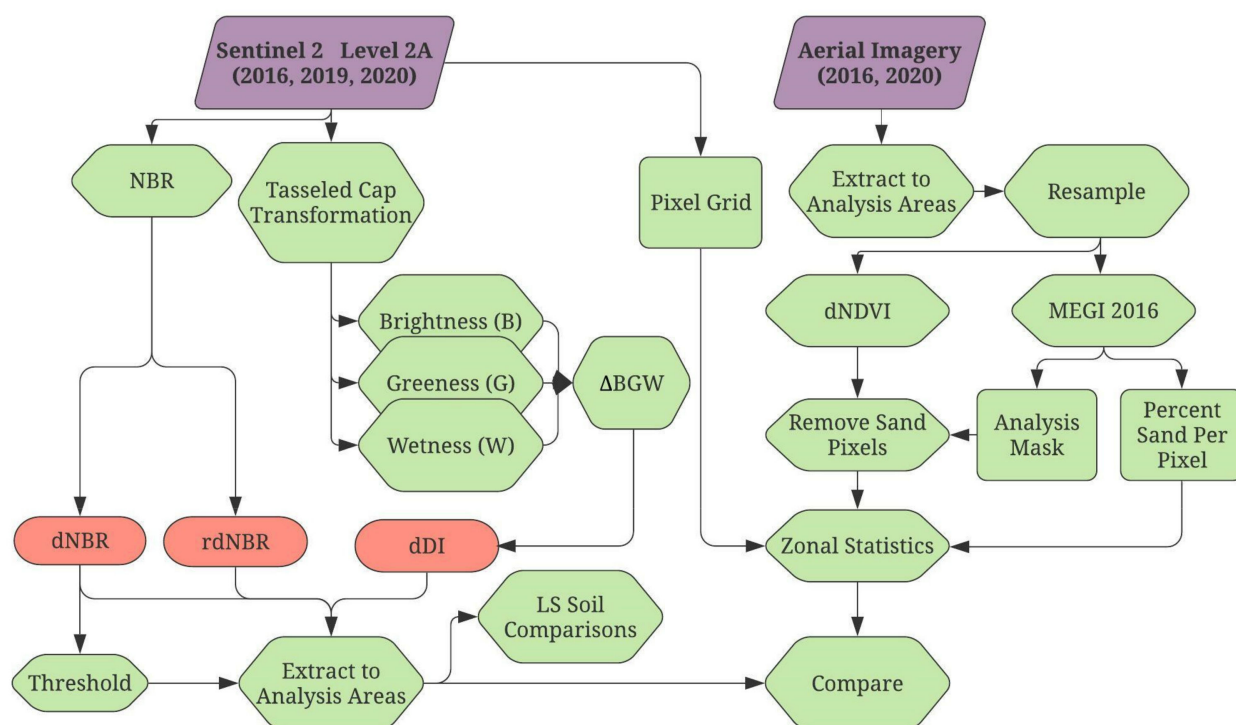 Sentinel 2 Level 2A
(2016, 2019, 2020)
Aerial Imagery
(2016, 2020)
NBR
Tasseled Cap
Transformation
Pixel Grid
Extract to
Analysis Areas
Resample
Brightness (B)
Greeness (G)
Wetness (W)
ΔBGW
dNDVI
MEGI 2016
Remove Sand
Pixels
Analysis
Mask
Percent
Sand Per
Pixel
dNBR
rdNBR
dDI
Zonal Statistics
LS Soil
Comparisons
Threshold
Extract to
Analysis Areas
Compare